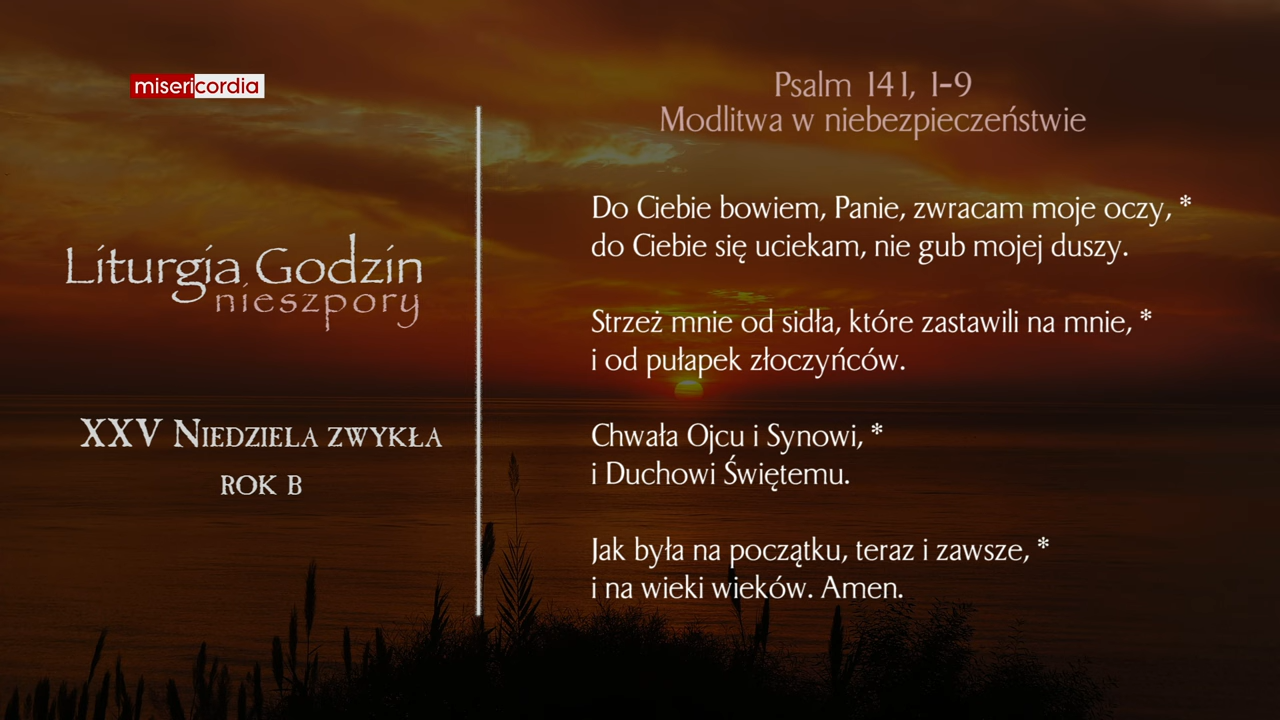 misericordia
Liturgia Godzin
nieszpory
XXV Niedziela zwykła
rok B
Psalm 141, 1-9
Modlitwa w niebezpieczeństwie
Do Ciebie bowiem, Panie, zwracam moje oczy, *
do Ciebie się uciekam, nie gub mojej duszy.
Strzeż mnie od sidła, które zastawili na mnie, *
i od pułapek złoczyńców.
Chwała Ojcu i Synowi, *
i Duchowi Świętemu.
Jak była na początku, teraz i zawsze, *
i na wieki wieków. Amen.